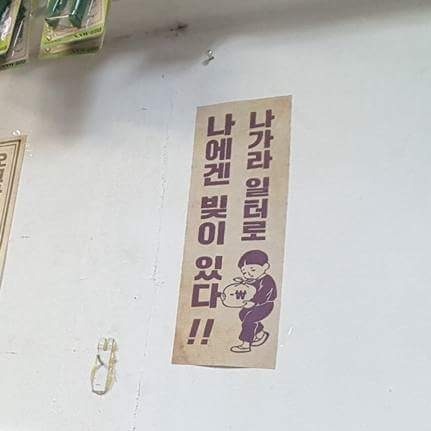 나가라 일터로
나에겐 빚이 있다!!
₩